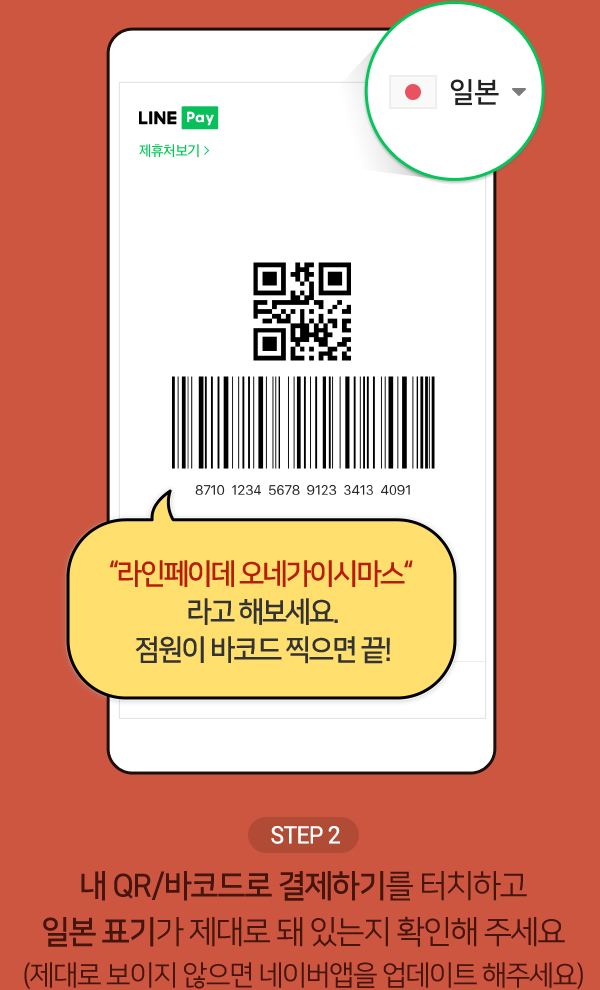 일본
LINE Pay
제휴처보기 >
8710 1234 5678 9123 3413 4091
“라인페이데 오네가이시마스“
라고 해보세요.
점원이 바코드 찍으면 끝!
STEP 2
내 QR/바코드로 결제하기를 터치하고
일본 표기가 제대로 돼 있는지 확인해 주세요
(제대로 보이지 않으면 네이버앱을 업데이트 해주세요)